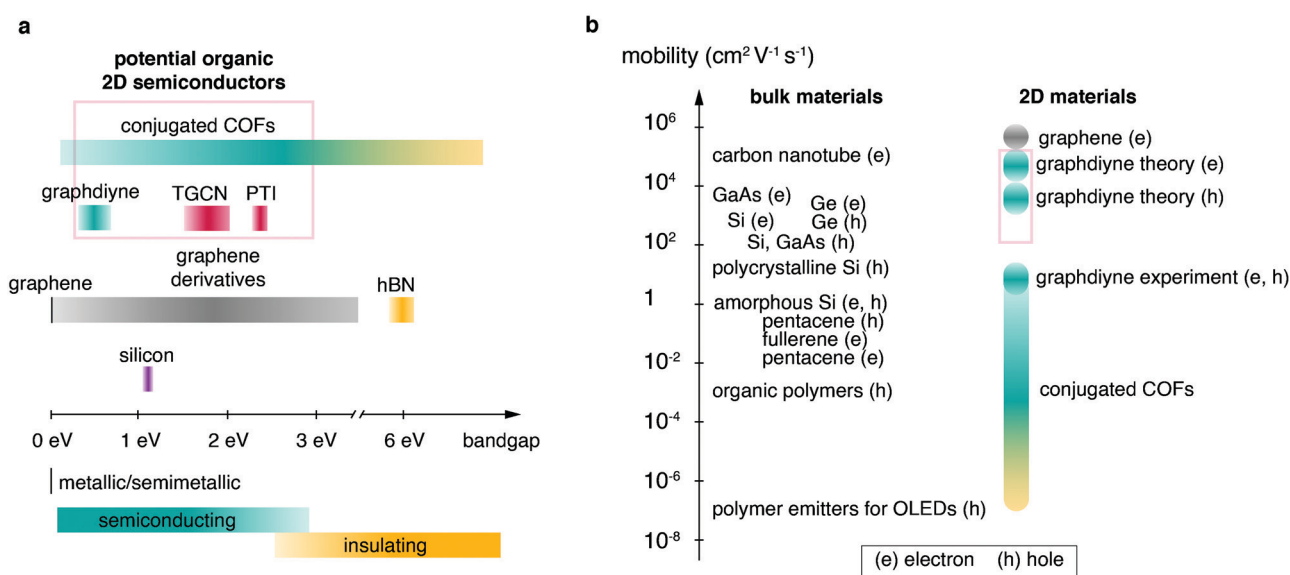 a
potential organic
2D semiconductors
conjugated COFs
graphdiyne
TGCN
PTI
graphene
derivatives
graphene
hBN
silicon
0 eV
1 eV
2 eV
3 eV
6 eV
bandgap
metallic/semimetallic
semiconducting
insulating
b
mobility (cm² V⁻¹ s⁻¹)
bulk materials
2D materials
10⁶
10⁴
10²
1
10⁻²
10⁻⁴
10⁻⁶
10⁻⁸
carbon nanotube (e)
GaAs (e)
Ge (e)
Si (e)
Ge (h)
Si, GaAs (h)
polycrystalline Si (h)
amorphous Si (e, h)
pentacene (h)
fullerene (e)
pentacene (e)
organic polymers (h)
polymer emitters for OLEDs (h)
graphene (e)
graphdiyne theory (e)
graphdiyne theory (h)
graphdiyne experiment (e, h)
conjugated COFs
(e) electron (h) hole